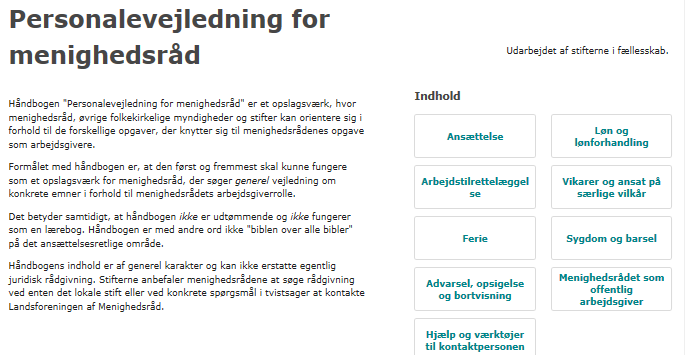 Personalevejledning for
menighedsråd
Udarbejdet af stifterne i fællesskab.
Håndbogen "Personalevejledning for menighedsråd" er et opslagsværk, hvor
menighedsråd, øvrige folkekirkelige myndigheder og stifter kan orientere sig i
forhold til de forskellige opgaver, der knytter sig til menighedsrådenes opgave
som arbejdsgivere.
Formålet med håndbogen er, at den først og fremmest skal kunne fungere
som et opslagsværk for menighedsråd, der søger generel vejledning om
konkrete emner i forhold til menighedsrådets arbejdsgiverrolle.
Det betyder samtidigt, at håndbogen ikke er udtømmende og ikke fungerer
som en lærebog. Håndbogen er med andre ord ikke "biblen over alle bibler"
på det ansættelsesretlige område.
Håndbogens indhold er af generel karakter og kan ikke erstatte egentlig
juridisk rådgivning. Stifterne anbefaler menighedsrådene at søge rådgivning
ved enten det lokale stift eller ved konkrete spørgsmål i tvistsager at kontakte
Landsforeningen af Menighedsråd.
Indhold
Ansættelse
Løn og
lønforhandling
Arbejdstilrettelæggel
se
Vikarer og ansat på
særlige vilkår
Ferie
Sygdom og barsel
Advarsel, opsigelse
og bortvisning
Menighedsrådet som
offentlig
arbejdsgiver
Hjælp og værktøjer
til kontaktpersonen